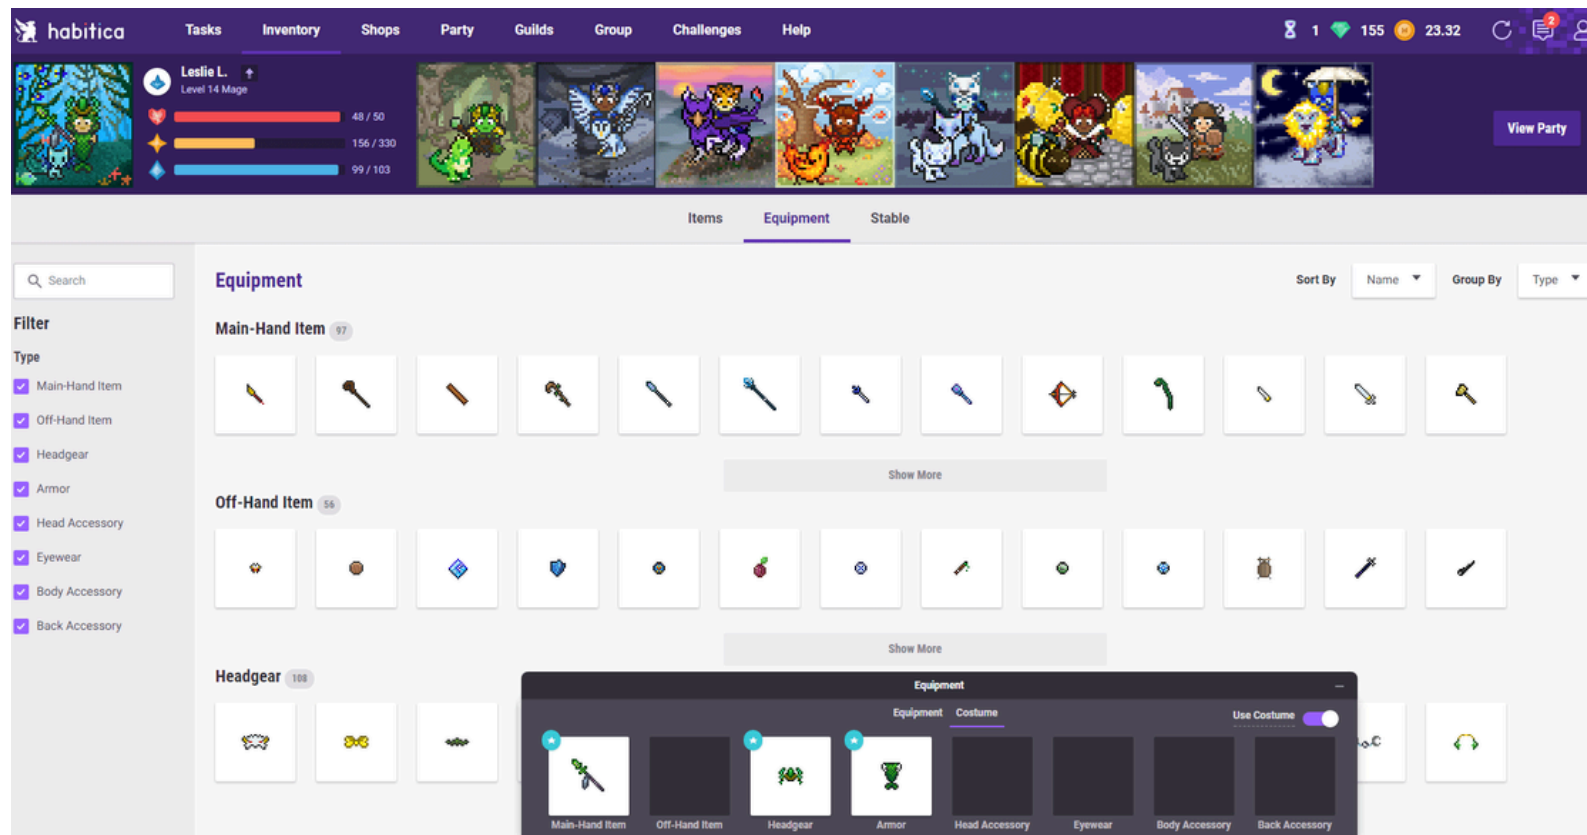 habitica Tasks Inventory Shops Party Guilds Group Challenges Help 1 155 23.32 2
Leslie L.
Level 14 Mage
48 / 50
156 / 330
99 / 103
View Party
Items Equipment Stable
Search
Filter
Type
Main-Hand Item
Off-Hand Item
Headgear
Armor
Head Accessory
Eyewear
Body Accessory
Back Accessory
Equipment Sort By Name Group By Type
Main-Hand Item 97
Show More
Off-Hand Item 56
Show More
Headgear 108
Equipment
Equipment Costume Use Costume
Main-Hand Item Off-Hand Item Headgear Armor Head Accessory Eyewear Body Accessory Back Accessory